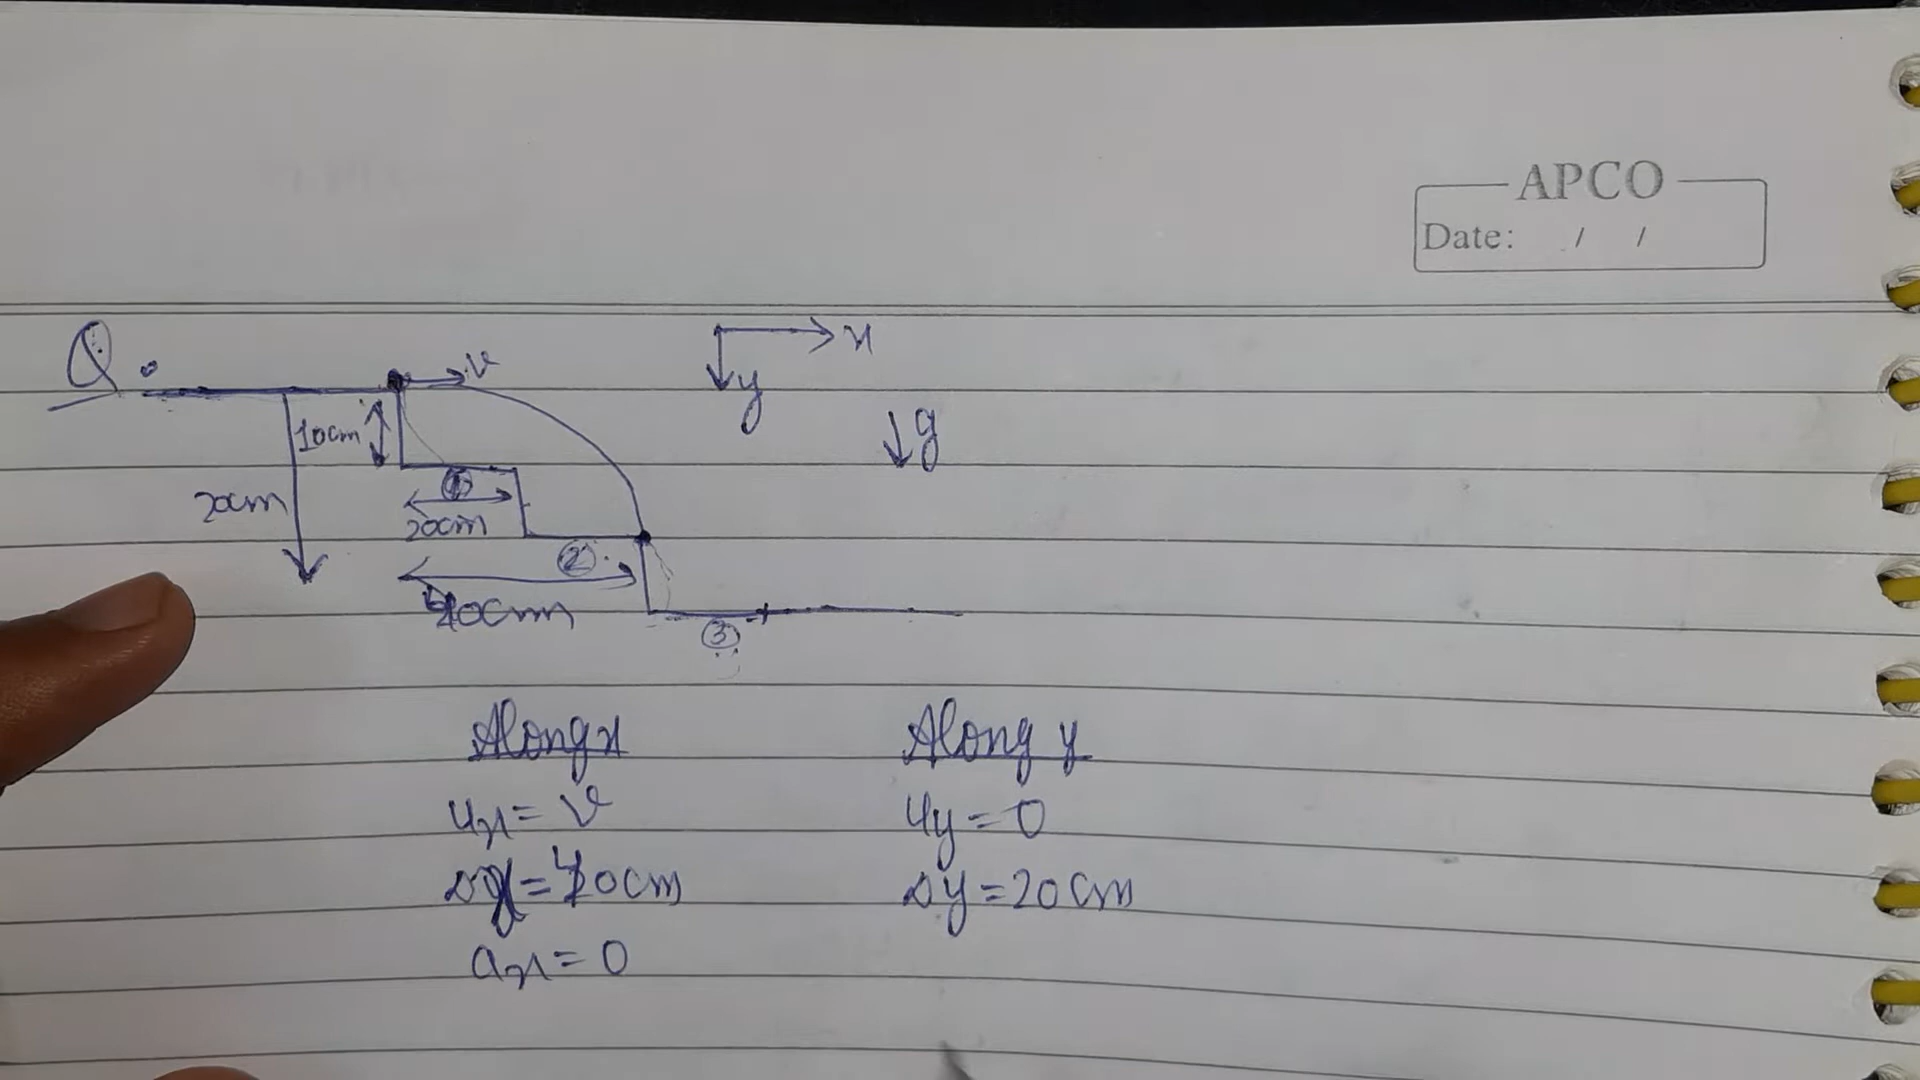 APCO
Date: / /
Q.
v
x
y
g
10cm
20cm
①
20cm
②
40cm
③
Along x
Along y
ux = v
uy = 0
Δx = 40cm
Δy = 20cm
ax = 0